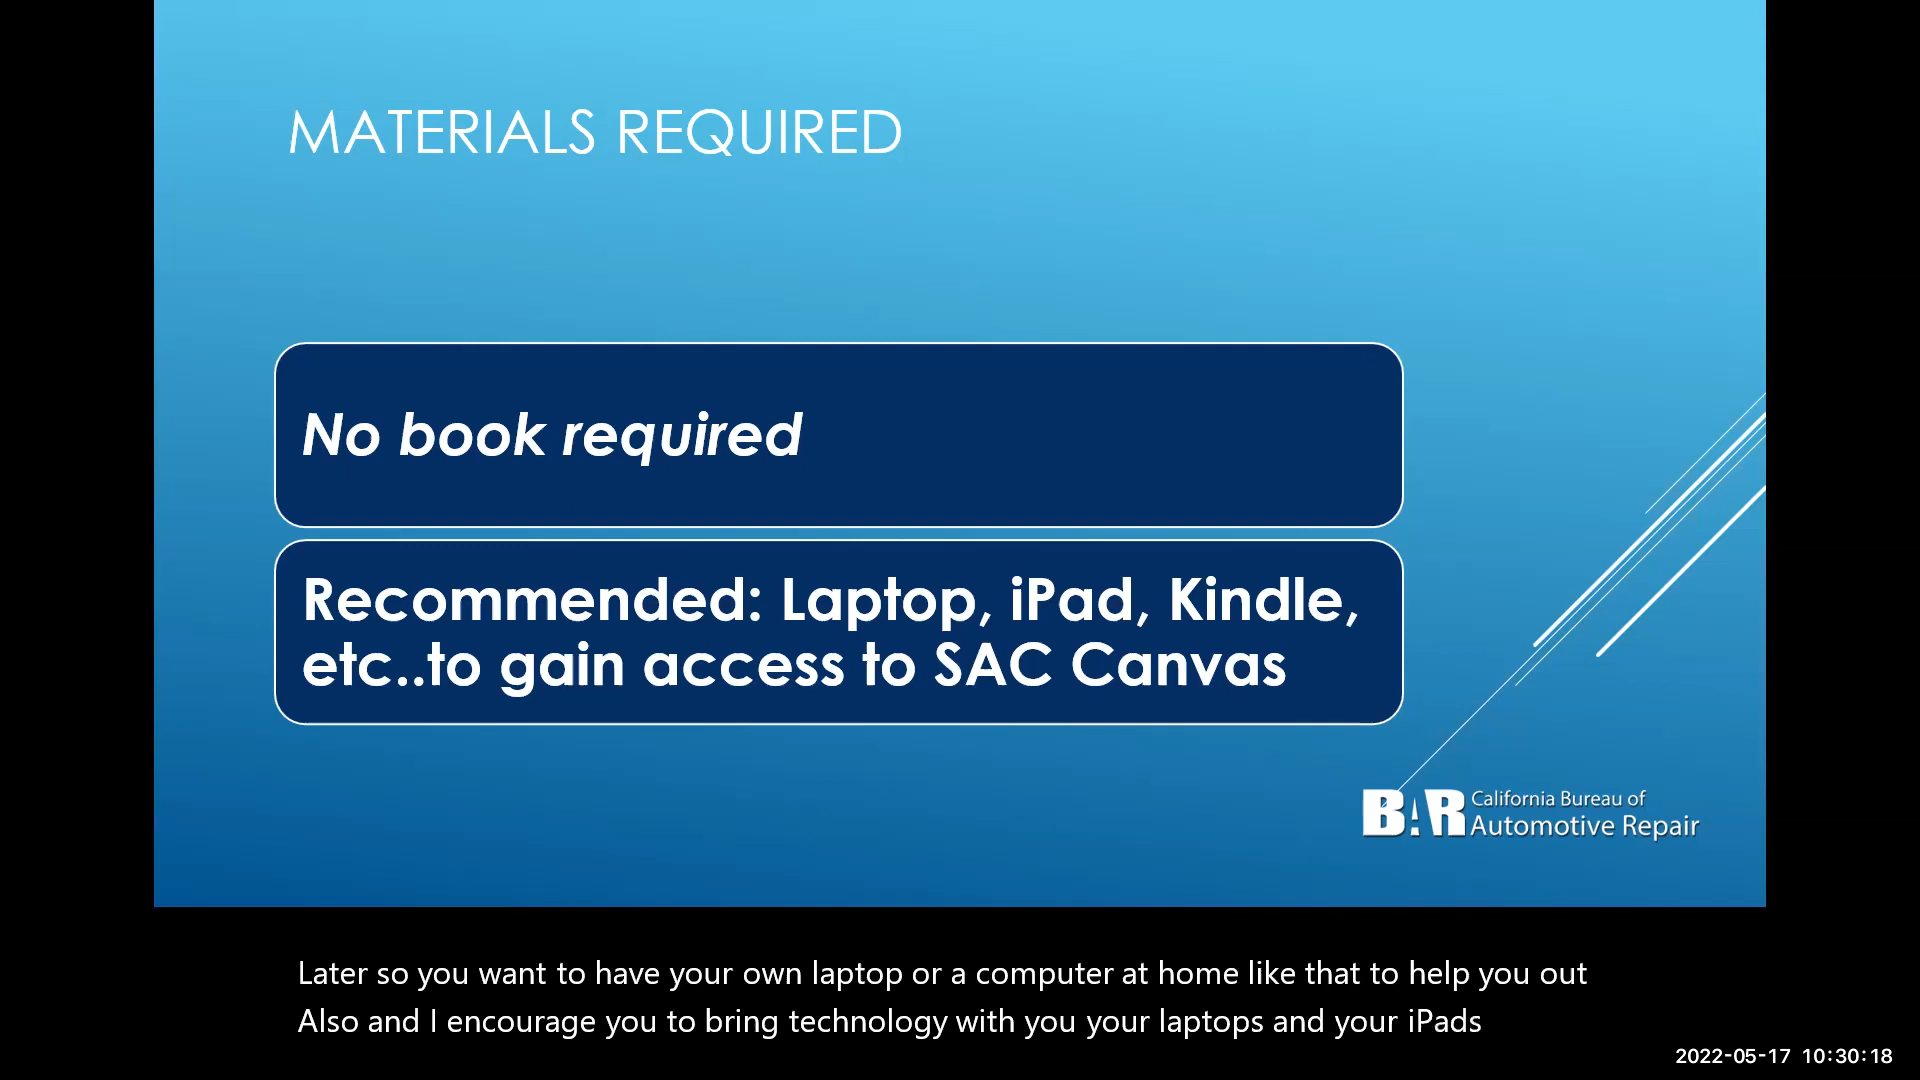 MATERIALS REQUIRED
No book required
Recommended: Laptop, iPad, Kindle,
etc..to gain access to SAC Canvas
BAR California Bureau of
Automotive Repair
Later so you want to have your own laptop or a computer at home like that to help you out
Also and I encourage you to bring technology with you your laptops and your iPads
2022-05-17 10:30:18